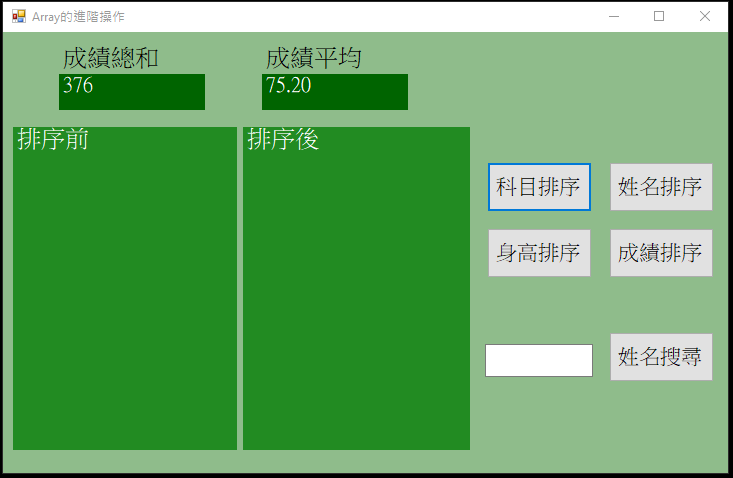 Array的進階操作
成績總和
成績平均
376
75.20
排序前
排序後
科目排序
姓名排序
身高排序
成績排序
姓名搜尋